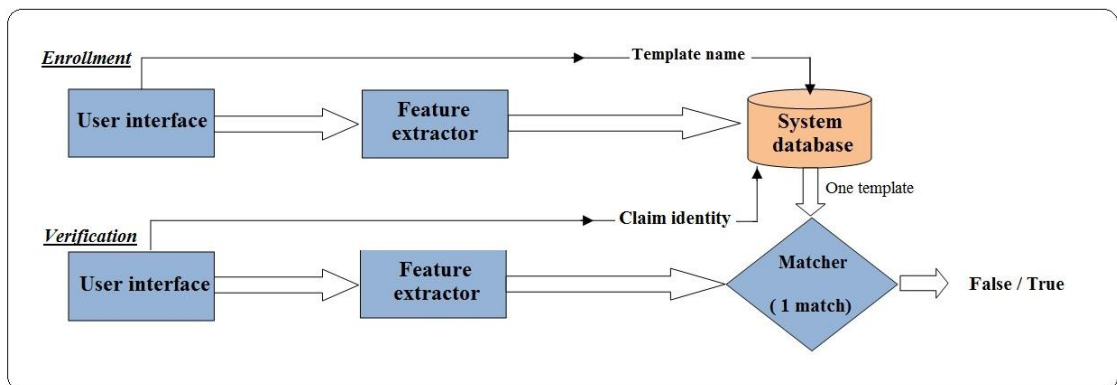 Enrollment
Template name
User interface
Feature
extractor
System
database
One template
Verification
Claim identity
User interface
Feature
extractor
Matcher
( 1 match)
False / True